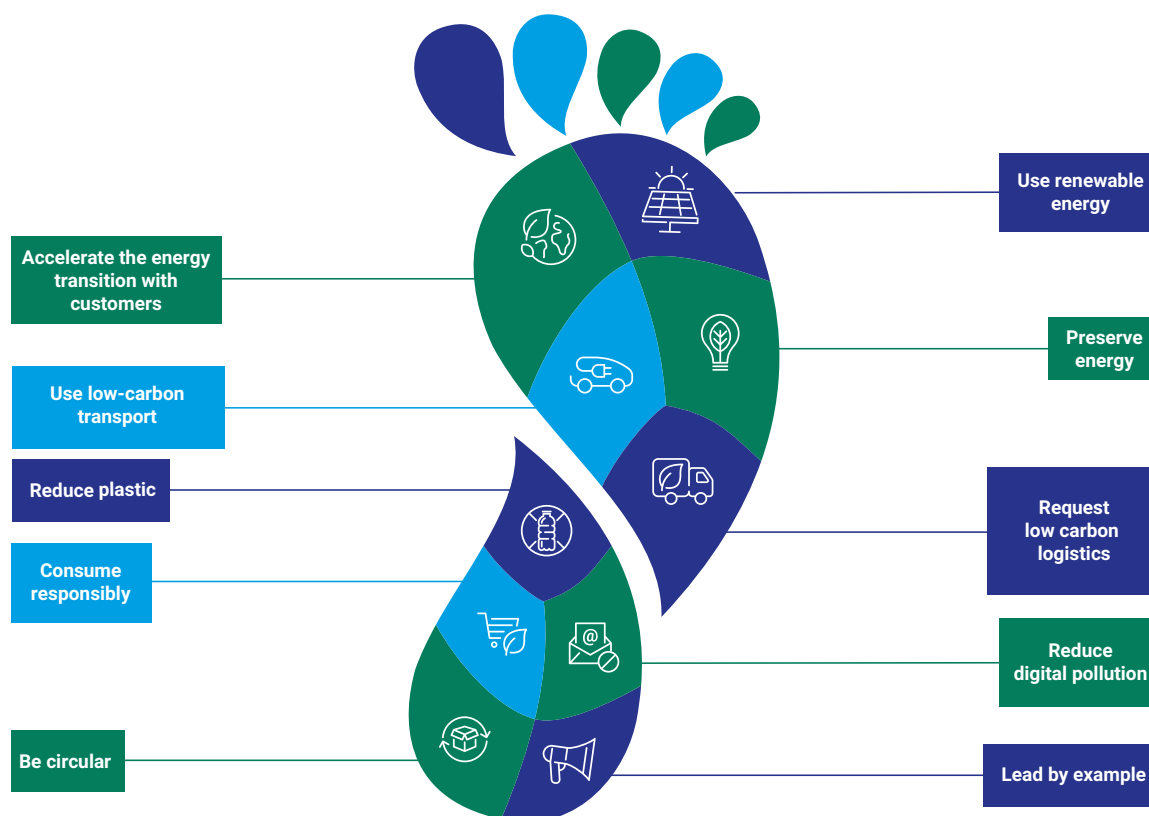 Use renewable
energy
Accelerate the energy
transition with
customers
Preserve
energy
Use low-carbon
transport
Reduce plastic
Request
low carbon
logistics
Consume
responsibly
@
Reduce
digital pollution
Be circular
Lead by example